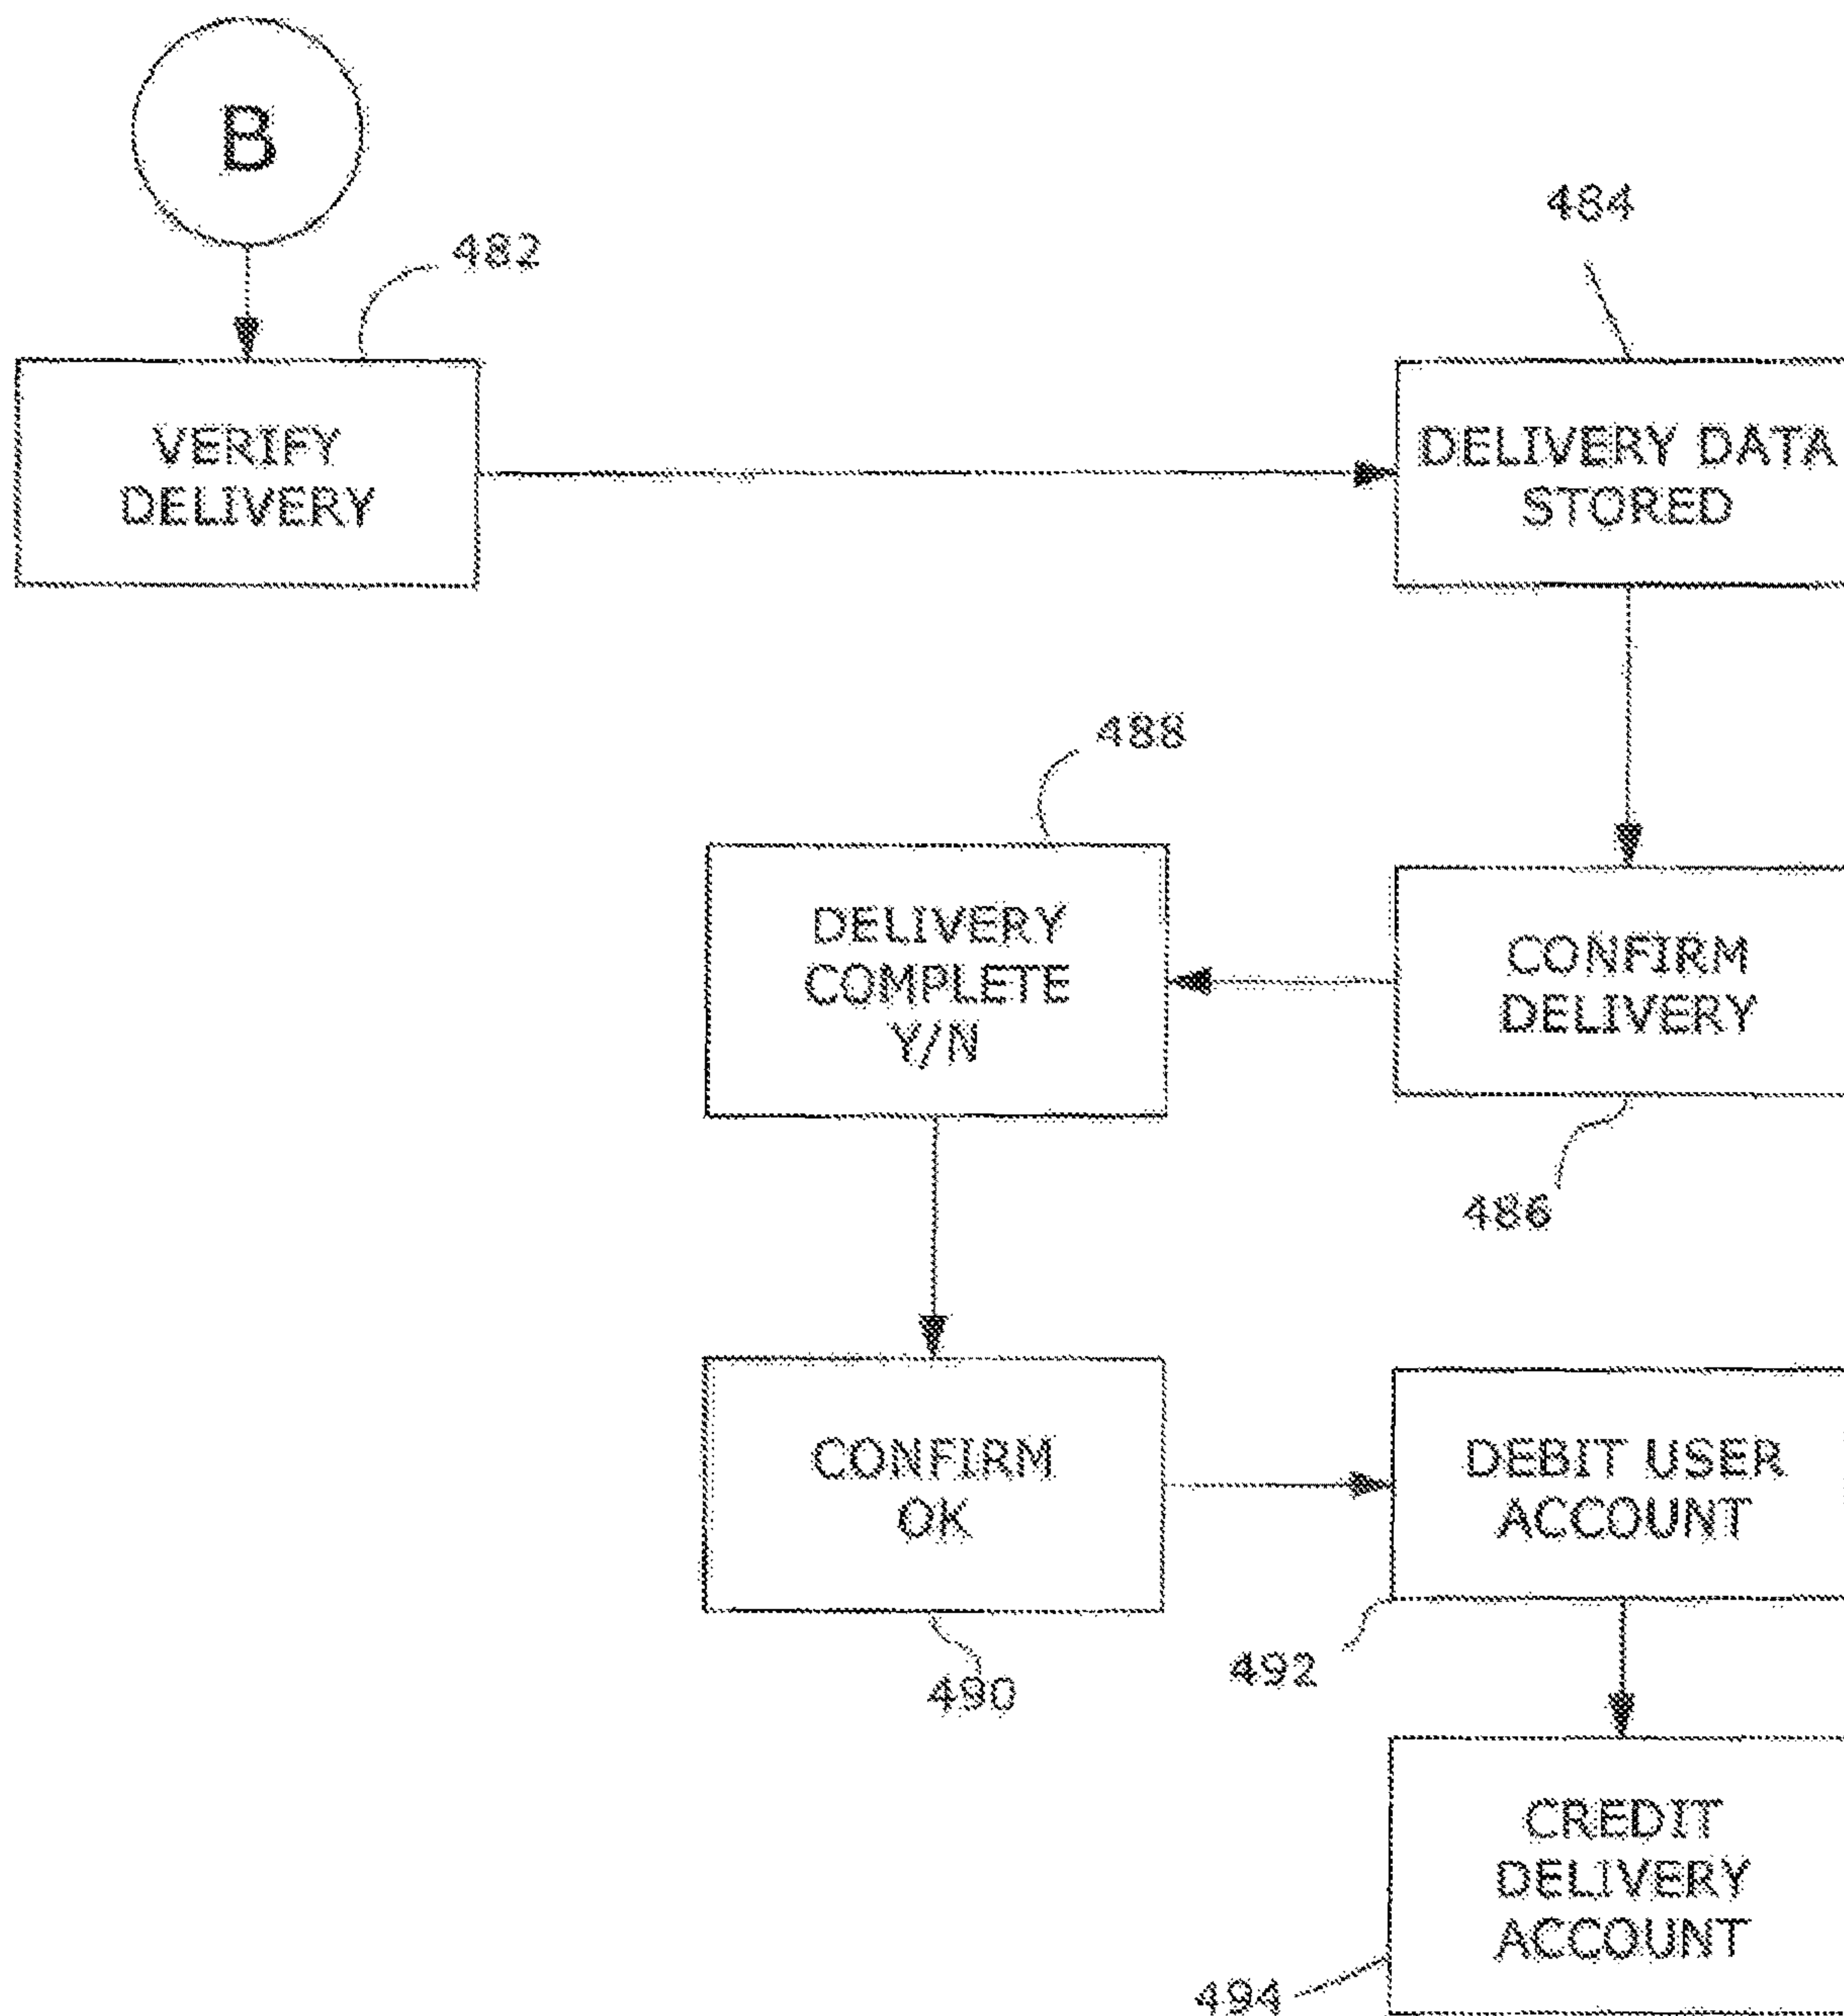 B
482
484
VERIFY
DELIVERY
DELIVERY DATA
STORED
488
DELIVERY
COMPLETE
Y/N
CONFIRM
DELIVERY
486
CONFIRM
OK
DEBIT USER
ACCOUNT
490
492
CREDIT
DELIVERY
ACCOUNT
494